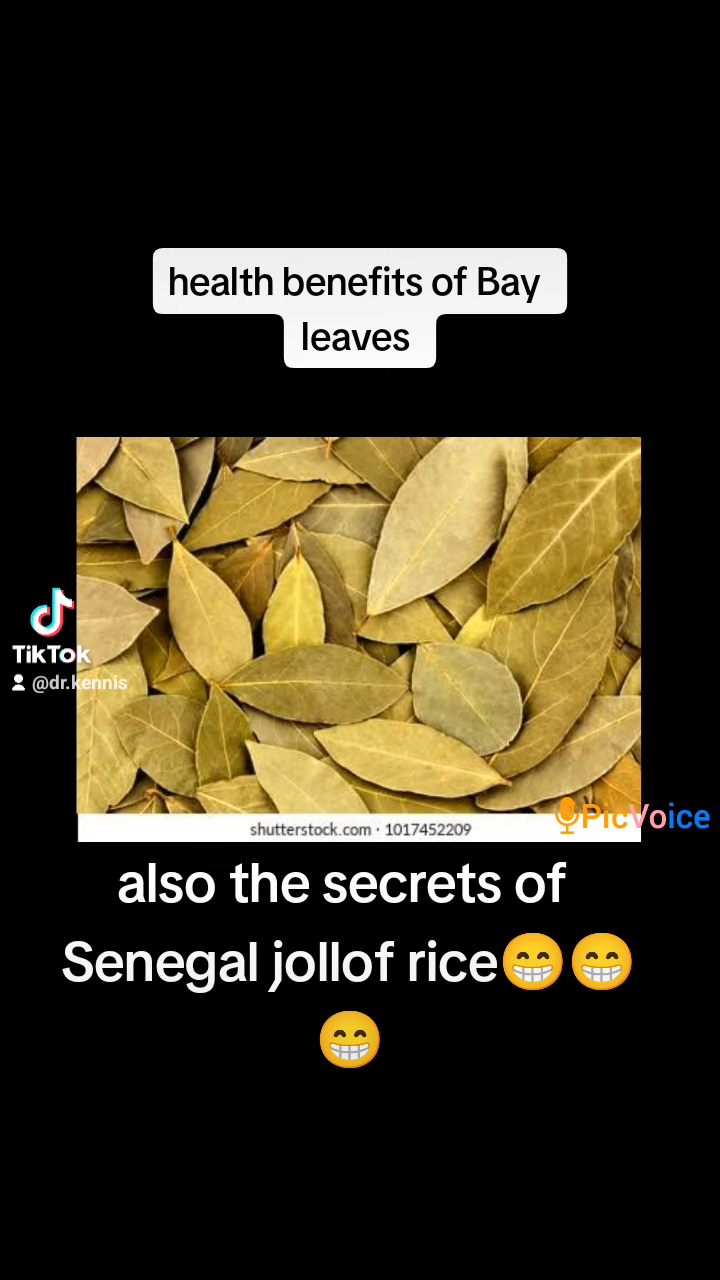 health benefits of Bay
leaves
TikTok
@dr.kennis
shutterstock.com · 1017452209
PicVoice
also the secrets of
Senegal jollof rice😁😁
😁